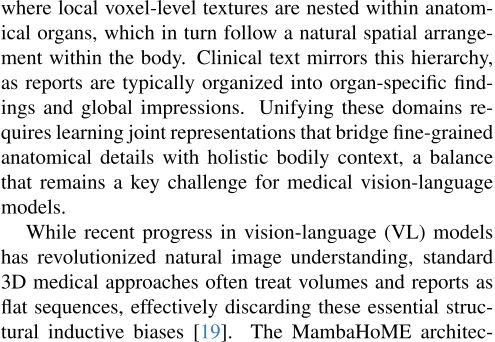 where local voxel-level textures are nested within anatom-
ical organs, which in turn follow a natural spatial arrange-
ment within the body. Clinical text mirrors this hierarchy,
as reports are typically organized into organ-specific find-
ings and global impressions. Unifying these domains re-
quires learning joint representations that bridge fine-grained
anatomical details with holistic bodily context, a balance
that remains a key challenge for medical vision-language
models.
While recent progress in vision-language (VL) models
has revolutionized natural image understanding, standard
3D medical approaches often treat volumes and reports as
flat sequences, effectively discarding these essential struc-
tural inductive biases [19]. The MambaHoME architec-